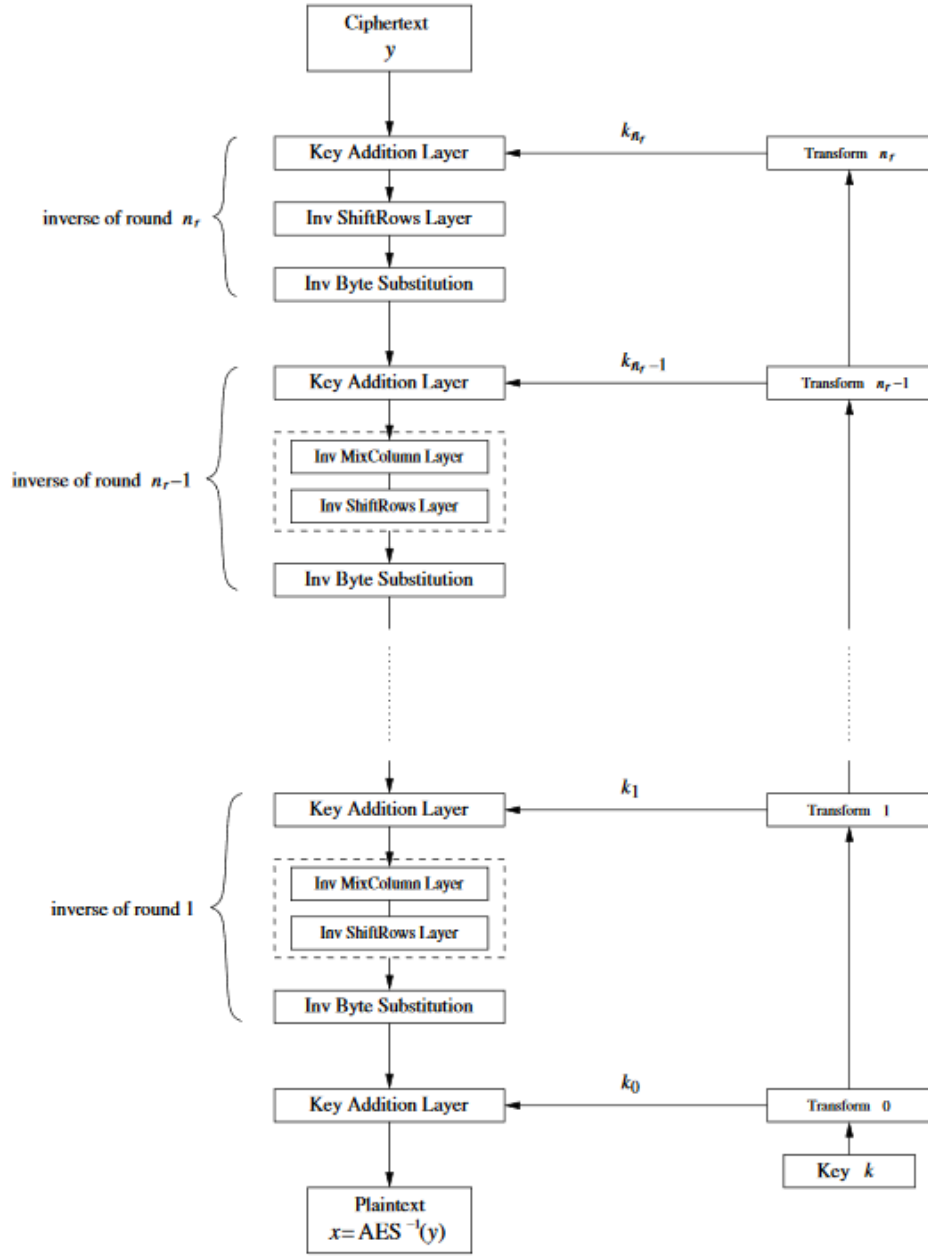 Ciphertext
y
Key Addition Layer
k_{n_r}
Transform n_r
inverse of round n_r
Inv ShiftRows Layer
Inv Byte Substitution
Key Addition Layer
k_{n_r-1}
Transform n_r-1
inverse of round n_r-1
Inv MixColumn Layer
Inv ShiftRows Layer
Inv Byte Substitution
Key Addition Layer
k_1
Transform 1
inverse of round 1
Inv MixColumn Layer
Inv ShiftRows Layer
Inv Byte Substitution
Key Addition Layer
k_0
Transform 0
Key k
Plaintext
x=AES^{-1}(y)